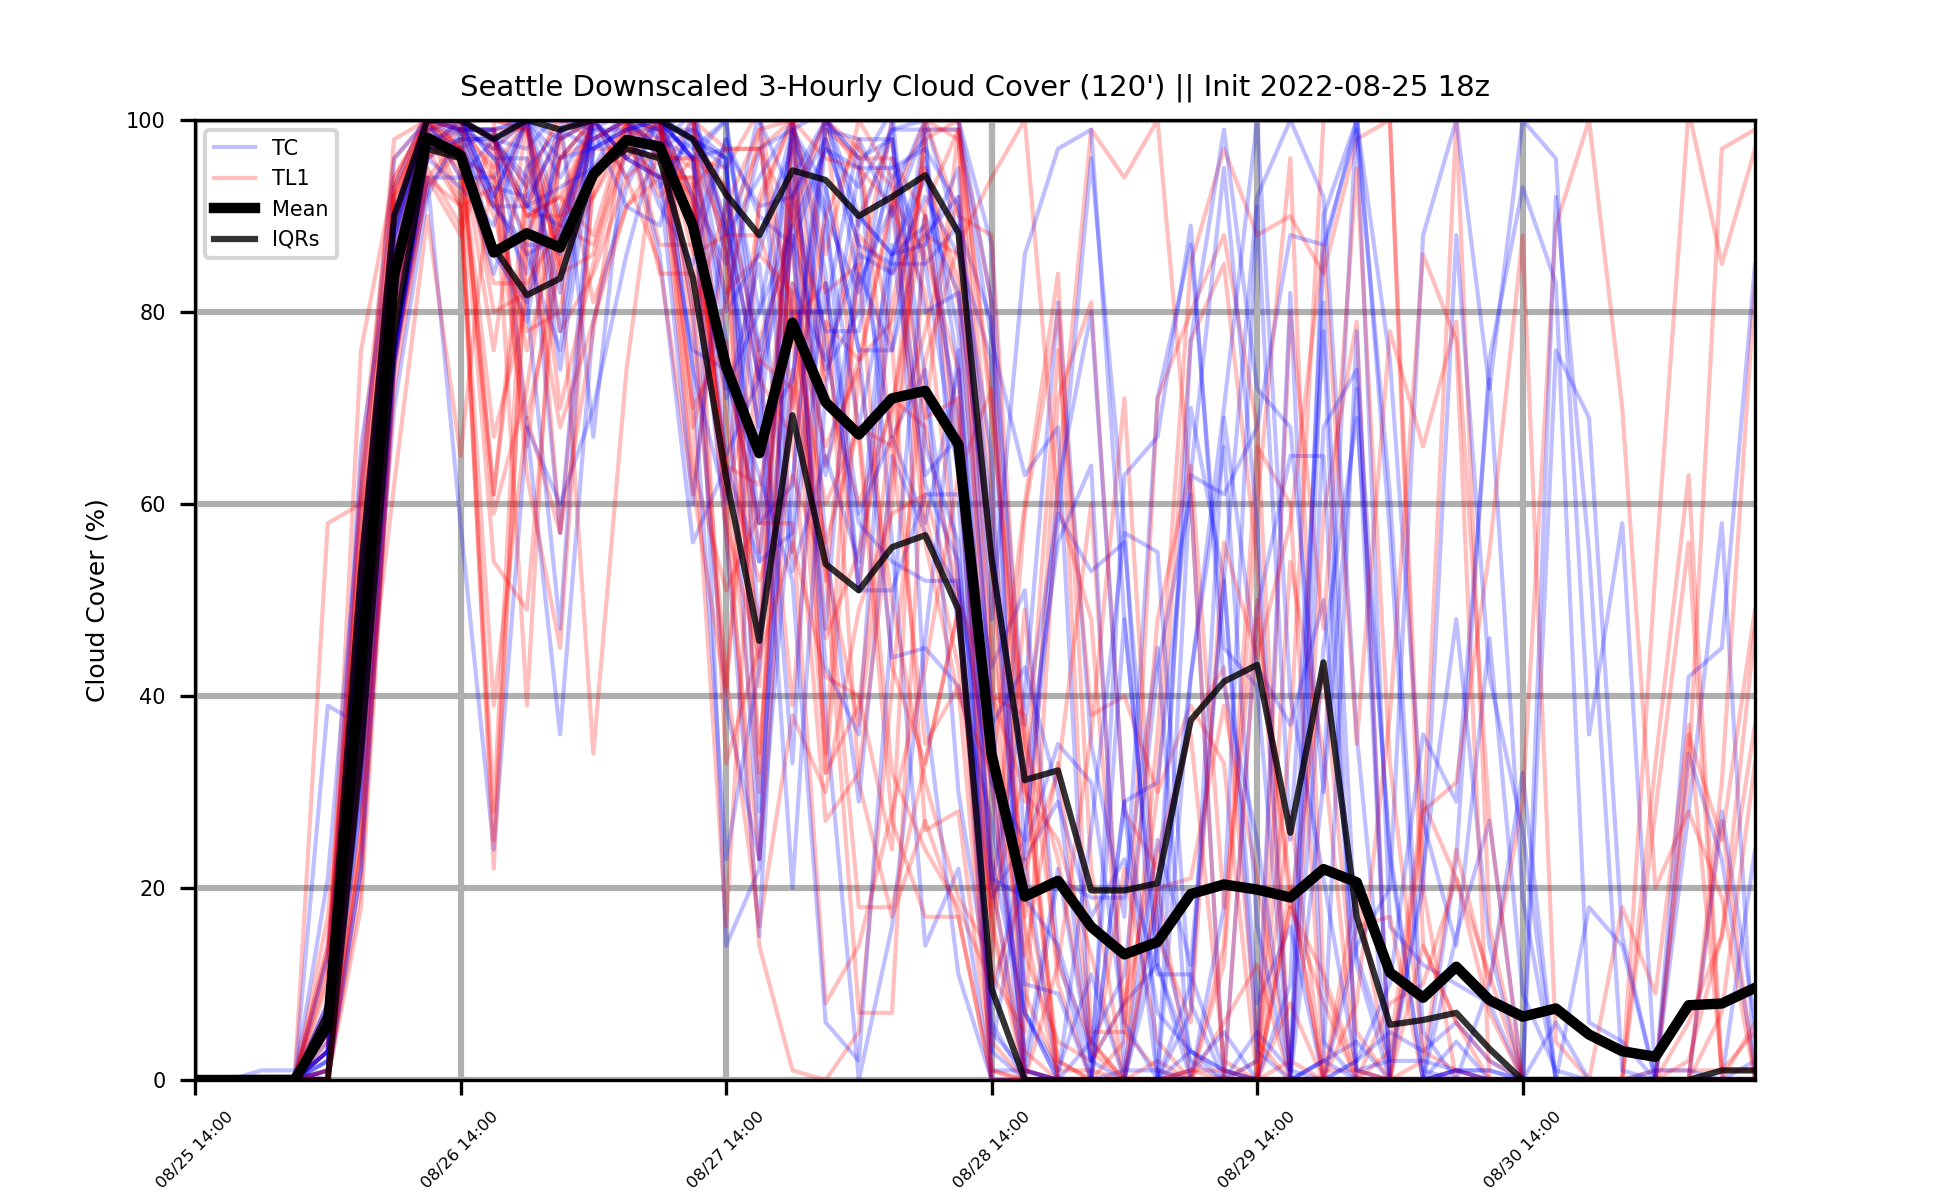 Seattle Downscaled 3-Hourly Cloud Cover (120') || Init 2022-08-25 18z
TC
TL1
Mean
IQRs
Cloud Cover (%)
100
80
60
40
20
0
08/25 14:00
08/26 14:00
08/27 14:00
08/28 14:00
08/29 14:00
08/30 14:00